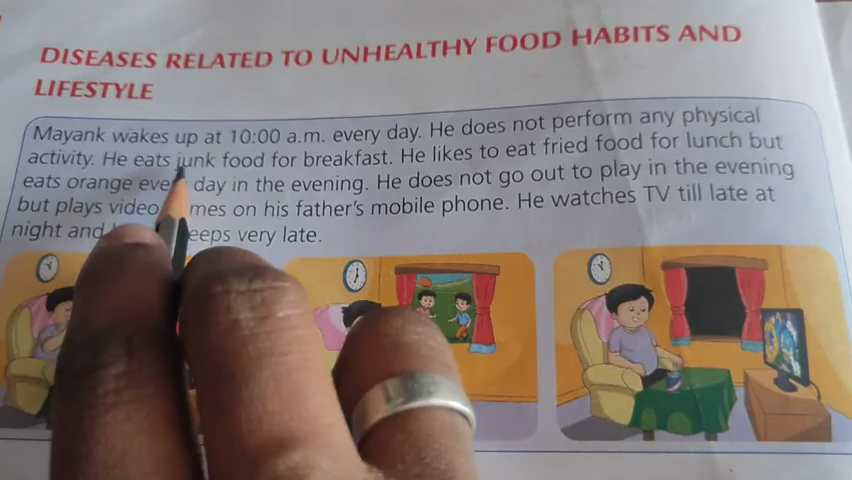 DISEASES RELATED TO UNHEALTHY FOOD HABITS AND
LIFESTYLE
Mayank wakes up at 10:00 a.m. every day. He does not perform any physical
activity. He eats junk food for breakfast. He likes to eat fried food for lunch but
eats orange every day in the evening. He does not go out to play in the evening
but plays video mes on his father's mobile phone. He watches TV till late at
night and eeps very late.